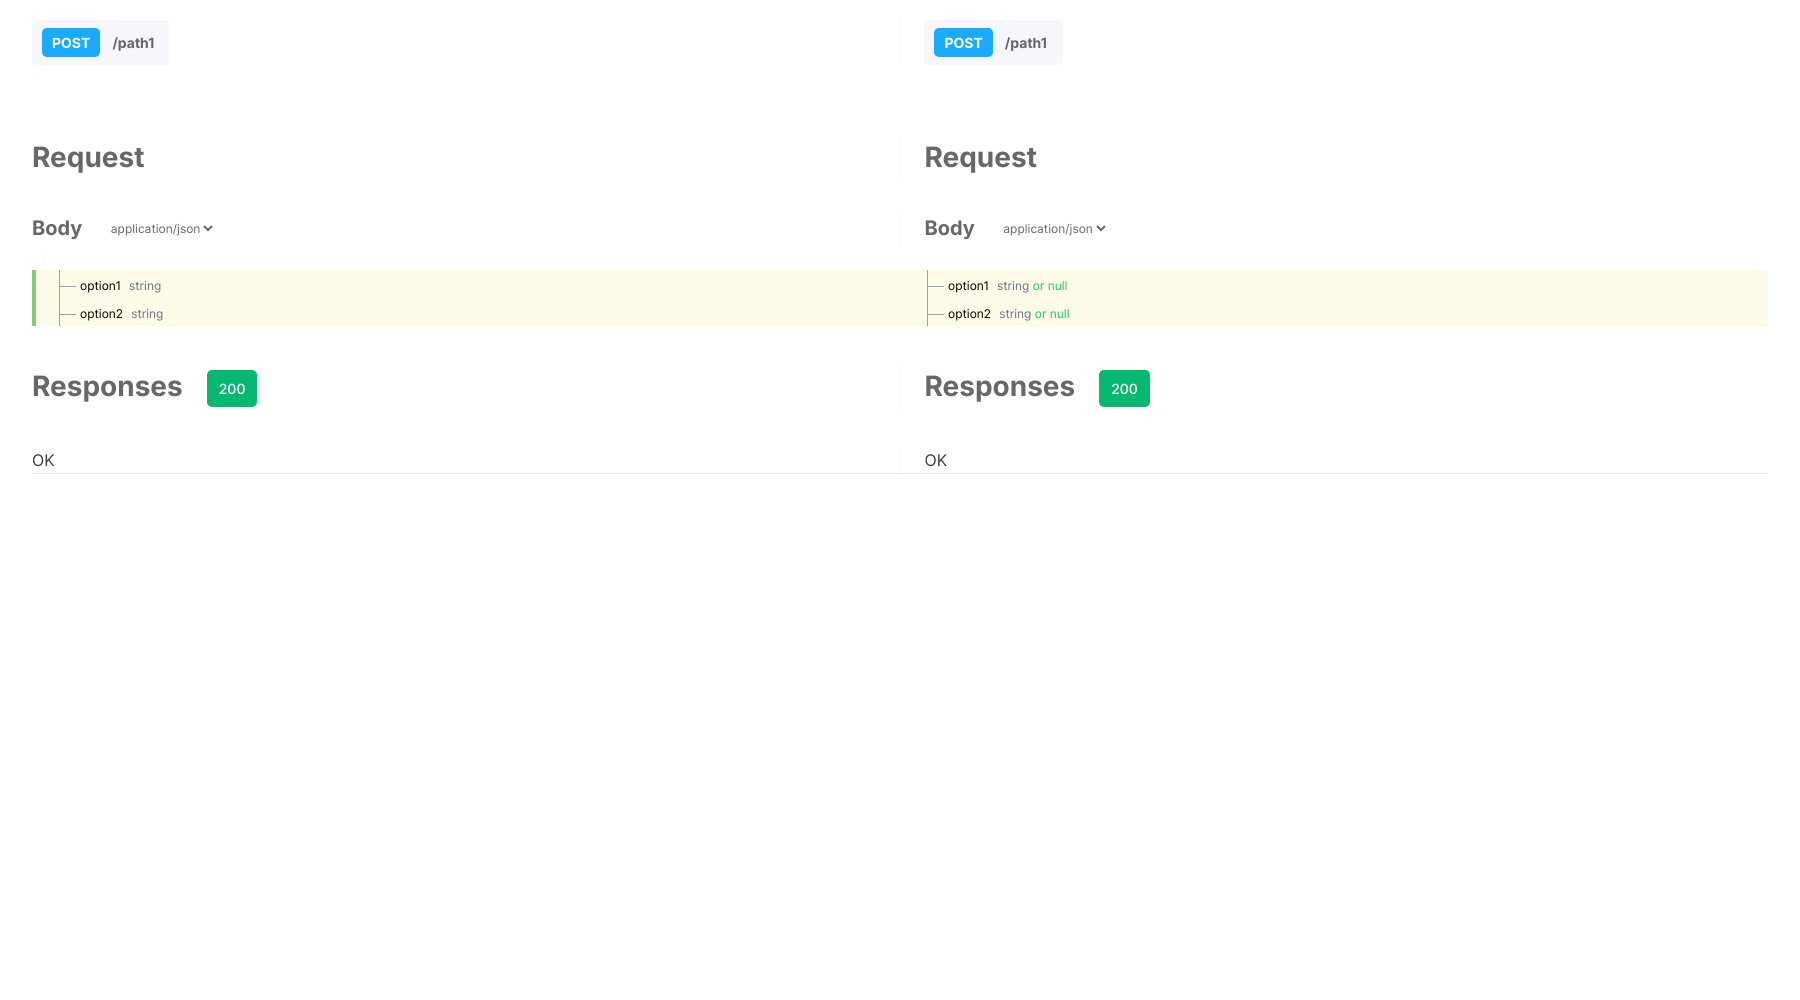 POST /path1
POST /path1
Request
Request
Body application/json
Body application/json
option1 string
option1 string or null
option2 string
option2 string or null
Responses 200
Responses 200
OK
OK